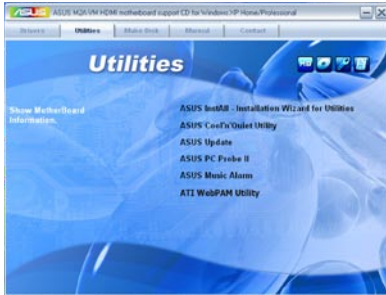 ASUS ASUS M2A-VM HDMI motherboard support CD for Windows XP Home/Professional
Drivers Utilities Make Disk Manual Contact
Utilities
Show MotherBoard
Information.
ASUS InstAll - Installation Wizard for Utilities
ASUS Cool'n'Quiet Utility
ASUS Update
ASUS PC Probe II
ASUS Music Alarm
ATI WebPAM Utility